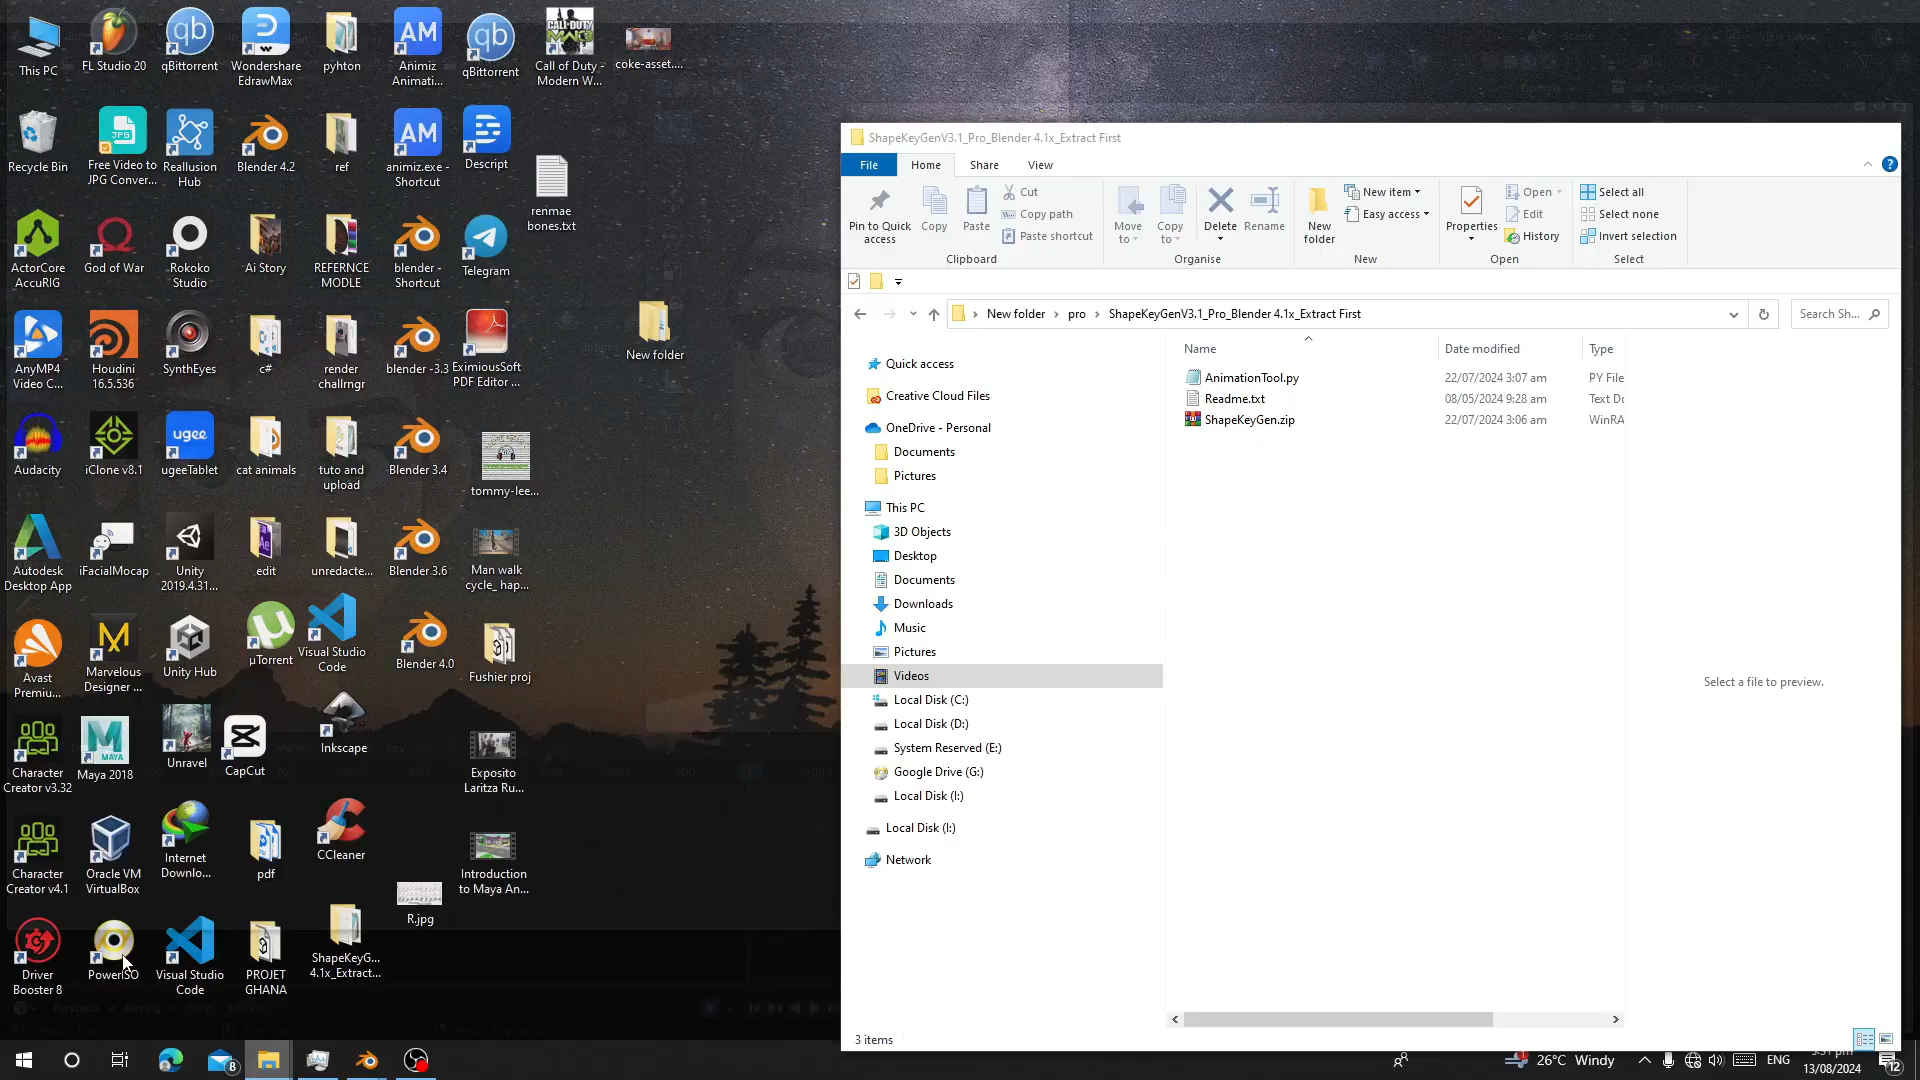 This PC
FL Studio 20
qBittorrent
Wondershare
EdrawMax
pyhton
Animiz
Animati...
qBittorrent
Call of Duty -
Modern W...
coke-asset....
Recycle Bin
Free Video to
JPG Conver...
Reallusion
Hub
Blender 4.2
ref
animiz.exe -
Shortcut
Descript
renmae
bones.txt
ActorCore
AccuRIG
God of War
Rokoko
Studio
Ai Story
REFERNCE
MODLE
blender -
Shortcut
Telegram
New folder
AnyMP4
Video C...
Houdini
16.5.536
SynthEyes
c#
render
challrngr
blender -3.3
EximiousSoft
PDF Editor ...
Audacity
iClone v8.1
ugeeTablet
cat animals
tuto and
upload
Blender 3.4
tommy-lee...
Autodesk
Desktop App
iFacialMocap
Unity
2019.4.31...
edit
unredacte...
Blender 3.6
Man walk
cycle_ hap...
Avast
Premiu...
Marvelous
Designer ...
Unity Hub
µTorrent
Visual Studio
Code
Blender 4.0
Fushier proj
Character
Creator v3.32
Maya 2018
Unravel
CapCut
Inkscape
Exposito
Laritza Ru...
Character
Creator v4.1
Oracle VM
VirtualBox
Internet
Downlo...
pdf
CCleaner
R.jpg
Introduction
to Maya An...
Driver
Booster 8
PowerISO
Visual Studio
Code
PROJET
GHANA
ShapeKeyG...
4.1x_Extract...
ShapeKeyGenV3.1_Pro_Blender 4.1x_Extract First
File Home Share View
Pin to Quick
access
Copy
Paste
Cut
Copy path
Paste shortcut
Clipboard
Move
to
Copy
to
Delete
Rename
Organise
New
folder
New item
Easy access
New
Properties
Open
Edit
History
Open
Select all
Select none
Invert selection
Select
New folder › pro › ShapeKeyGenV3.1_Pro_Blender 4.1x_Extract First
Search Sh...
Quick access
Creative Cloud Files
OneDrive - Personal
Documents
Pictures
This PC
3D Objects
Desktop
Documents
Downloads
Music
Pictures
Videos
Local Disk (C:)
Local Disk (D:)
System Reserved (E:)
Google Drive (G:)
Local Disk (I:)
Local Disk (I:)
Network
Name Date modified Type
AnimationTool.py 22/07/2024 3:07 am PY File
Readme.txt 08/05/2024 9:28 am Text Do
ShapeKeyGen.zip 22/07/2024 3:06 am WinRA
Select a file to preview.
3 items
8
26°C Windy
ENG
13/08/2024
12